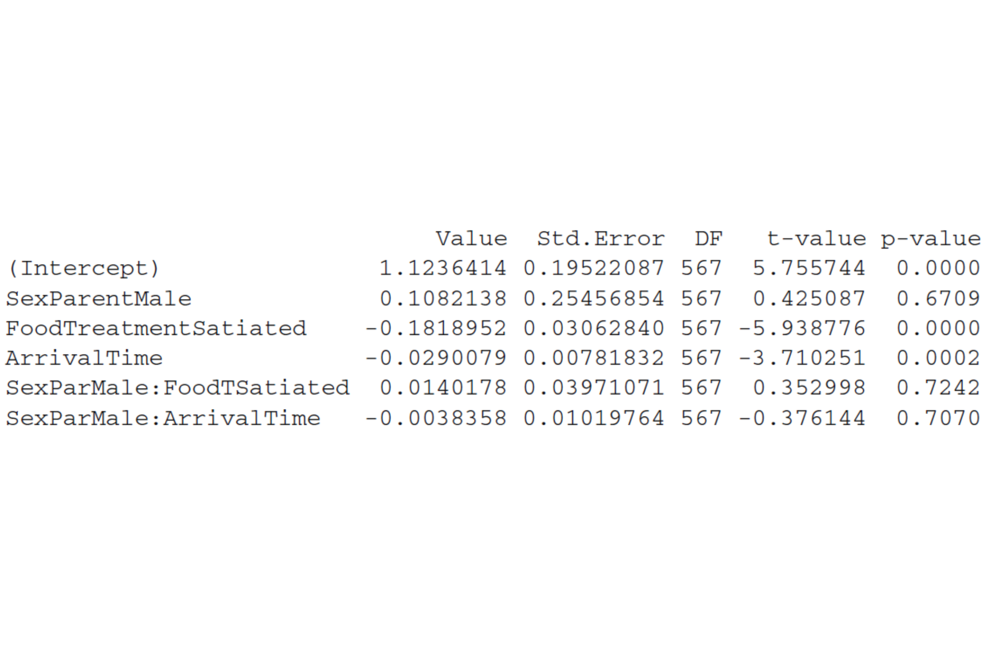 Value Std.Error DF t-value p-value
(Intercept) 1.1236414 0.19522087 567 5.755744 0.0000
SexParentMale 0.1082138 0.25456854 567 0.425087 0.6709
FoodTreatmentSatiated -0.1818952 0.03062840 567 -5.938776 0.0000
ArrivalTime -0.0290079 0.00781832 567 -3.710251 0.0002
SexParMale:FoodTSatiated 0.0140178 0.03971071 567 0.352998 0.7242
SexParMale:ArrivalTime -0.0038358 0.01019764 567 -0.376144 0.7070